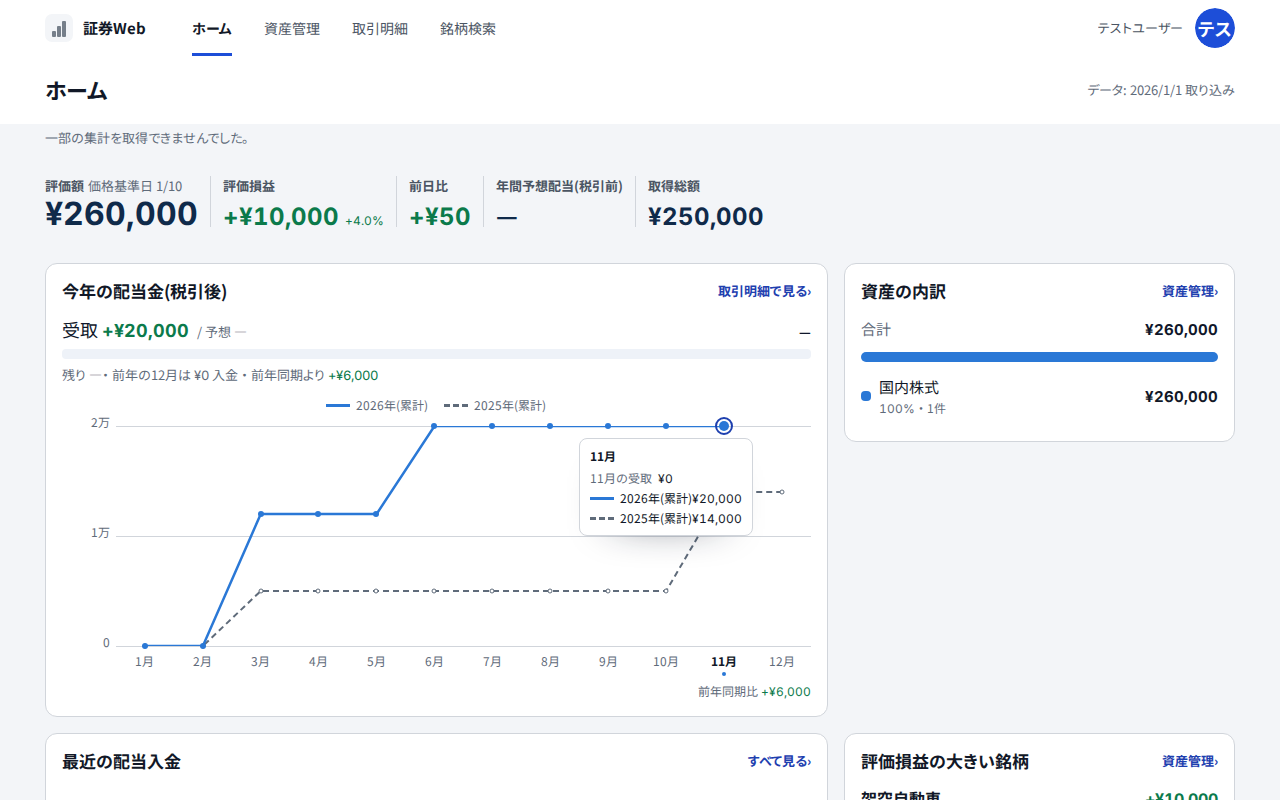 証券Web ホーム 資産管理 取引明細 銘柄検索 テストユーザー テス
ホーム データ: 2026/1/1 取り込み
一部の集計を取得できませんでした。
評価額 価格基準日 1/10 評価損益 前日比 年間予想配当(税引前) 取得総額
¥260,000 +¥10,000 +4.0% +¥50 — ¥250,000
今年の配当金(税引後) 取引明細で見る›
受取 +¥20,000 / 予想 — —
残り —・前年の12月は ¥0 入金・前年同期より +¥6,000
2026年(累計) 2025年(累計)
2万
1万
0
11月
11月の受取 ¥0
2026年(累計)¥20,000
2025年(累計)¥14,000
1月 2月 3月 4月 5月 6月 7月 8月 9月 10月 11月 12月
前年同期比 +¥6,000
資産の内訳 資産管理›
合計 ¥260,000
国内株式 ¥260,000
100%・1件
最近の配当入金 すべて見る›
評価損益の大きい銘柄 資産管理›
架空自動車 +¥10,000